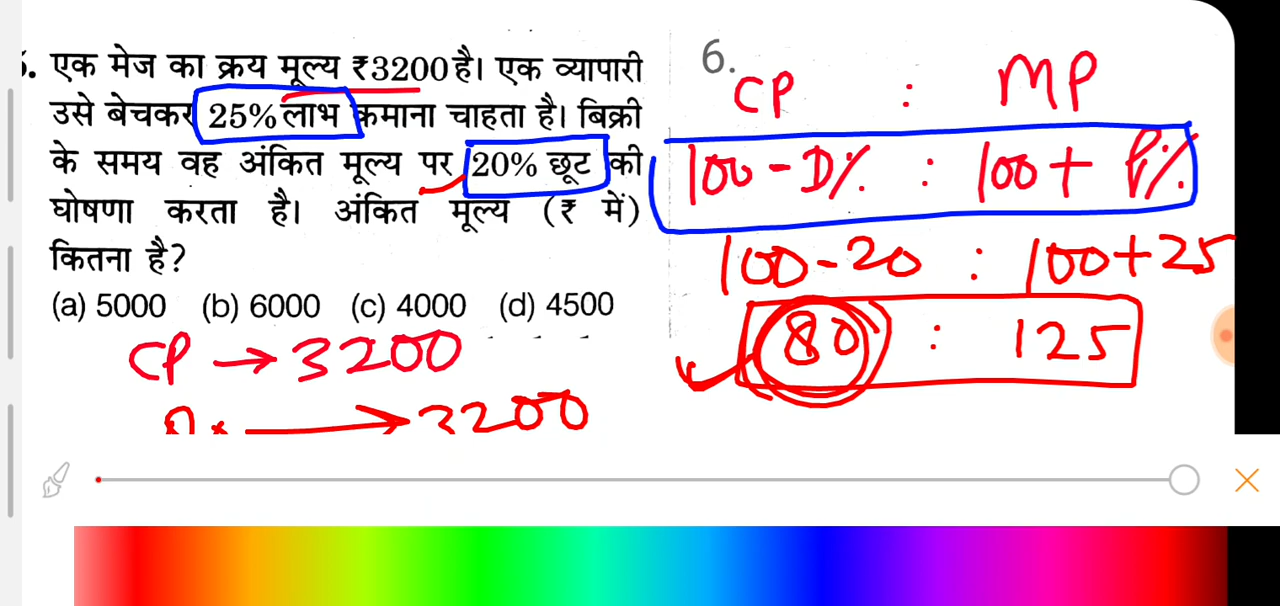 5. एक मेज का क्रय मूल्य ₹3200 है। एक व्यापारी
उसे बेचकर 25% लाभ कमाना चाहता है। बिक्री
के समय वह अंकित मूल्य पर 20% छूट की
घोषणा करता है। अंकित मूल्य (₹ में)
कितना है?
(a) 5000 (b) 6000 (c) 4000 (d) 4500
CP → 3200
→ 3200
6.
CP : MP
100 - D% : 100 + P%
100-20 : 100+25
80 : 125